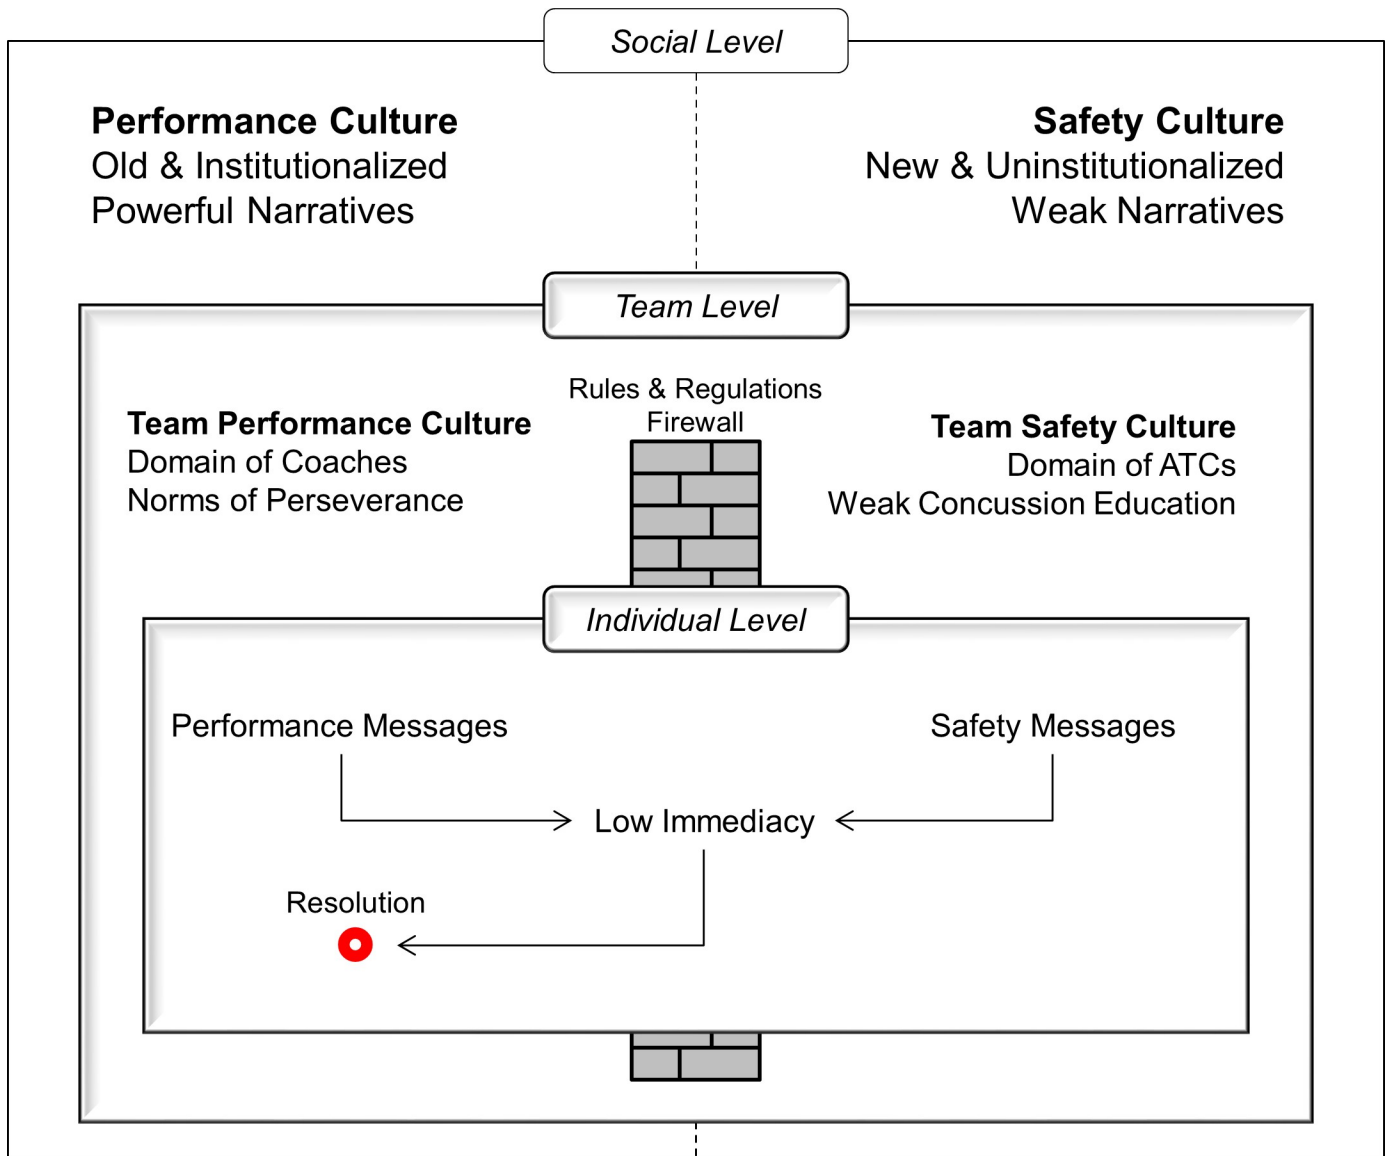 Social Level
Performance Culture
Old & Institutionalized
Powerful Narratives
Safety Culture
New & Uninstitutionalized
Weak Narratives
Team Level
Rules & Regulations
Firewall
Team Performance Culture
Domain of Coaches
Norms of Perseverance
Team Safety Culture
Domain of ATCs
Weak Concussion Education
Individual Level
Performance Messages
Safety Messages
Low Immediacy
Resolution